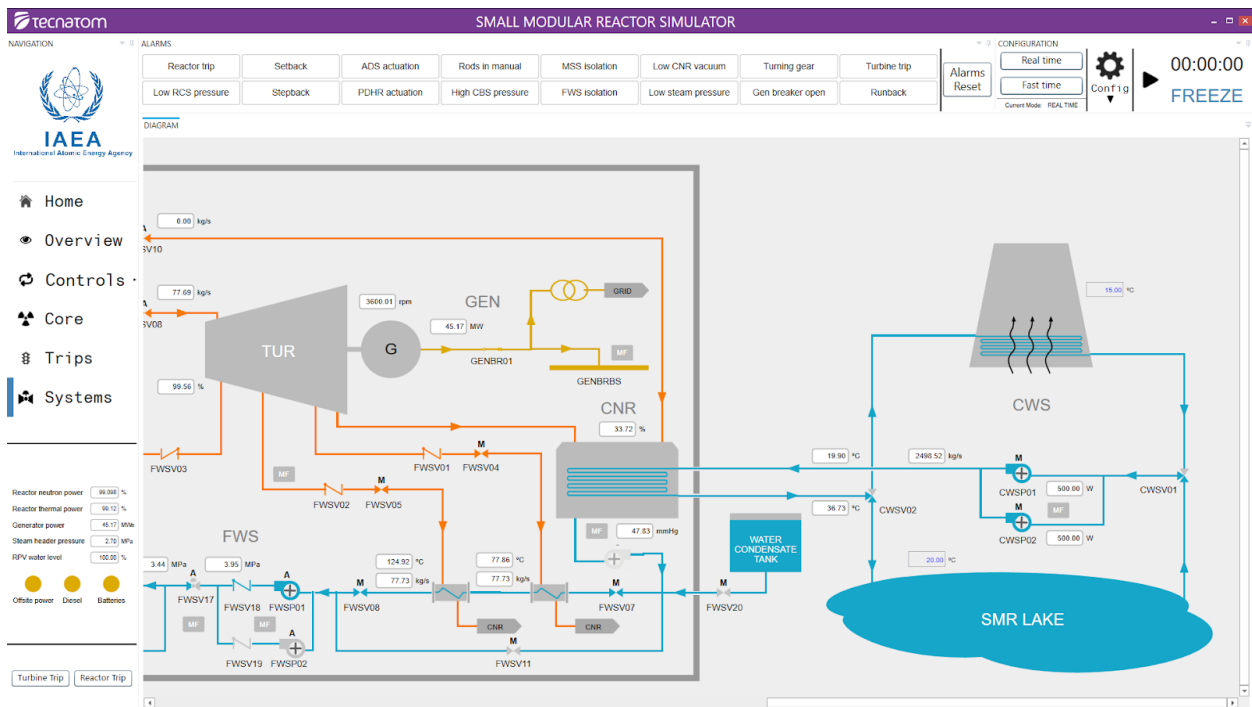 tecnatom
SMALL MODULAR REACTOR SIMULATOR
NAVIGATION
ALARMS
CONFIGURATION
Reactor trip
Setback
ADS actuation
Rods in manual
MSS isolation
Low CNR vacuum
Turning gear
Turbine trip
Low RCS pressure
Stepback
PDHR actuation
High CBS pressure
FWS isolation
Low steam pressure
Gen breaker open
Runback
Alarms
Reset
Real time
Fast time
Current Mode: REAL TIME
Config
00:00:00
FREEZE
IAEA
International Atomic Energy Agency
Home
Overview
Controls
Core
Trips
Systems
Reactor neutron power 99.098 %
Reactor thermal power 99.12 %
Generator power 45.17 MWe
Steam header pressure 2.70 MPa
RPV water level 100.00 %
Offsite power Diesel Batteries
Turbine Trip Reactor Trip
DIAGRAM
A 0.00 kg/s
SV10
A 77.69 kg/s
SV08
99.56 %
TUR
3600.01 rpm
G
GEN
45.17 MW
GENBR01
GRID
MF
GENBRBS
CNR
33.72 %
FWSV03
MF
FWSV02
M
FWSV05
FWSV01
M
FWSV04
MF
47.83 mmHg
FWS
3.44 MPa
3.95 MPa
124.92 °C
77.73 kg/s
77.86 °C
77.73 kg/s
A
FWSV17
FWSV18
A
FWSP01
M
FWSV08
M
FWSV07
M
FWSV20
MF
MF
A
FWSV19
FWSP02
CNR
CNR
M
FWSV11
WATER
CONDENSATE
TANK
15.00 °C
CWS
19.90 °C
2498.52 kg/s
36.73 °C
CWSV02
M
CWSP01
500.00 W
M
MF
CWSP02
500.00 W
CWSV01
20.00 °C
SMR LAKE